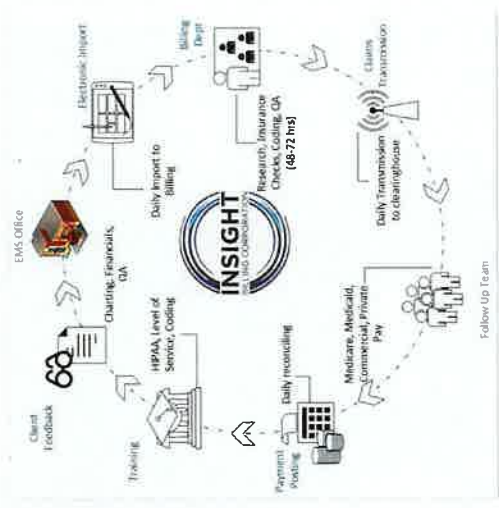 EMS Office
Charting, Financials,
QA
Electronic Import
Daily Import to
Billing
Billing
Dept
Research, Insurance
Checks, Coding, QA
(48-72 hrs)
Claims
Transmission
Daily Transmission
to clearinghouse
Follow Up Team
Medicare, Medicaid,
Commercial, Private
Pay
Payment
Posting
Daily reconciling
Training
HIPAA, Level of
Service, Coding
Client
Feedback
INSIGHT
BILLING CORPORATION